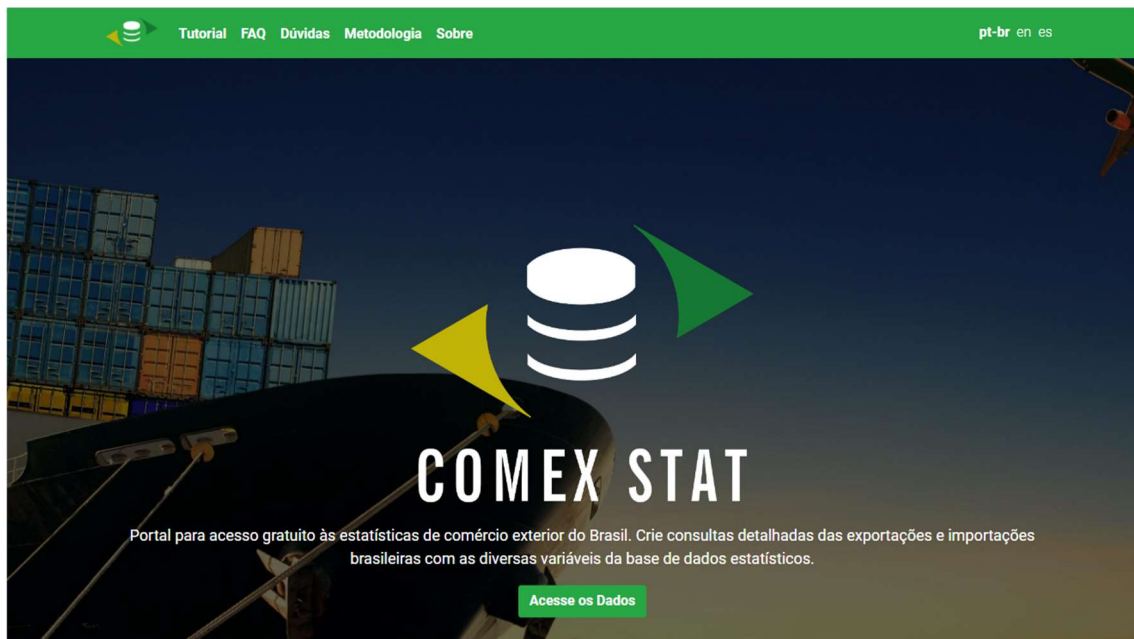 Tutorial FAQ Dúvidas Metodologia Sobre pt-br en es
COMEX STAT
Portal para acesso gratuito às estatísticas de comércio exterior do Brasil. Crie consultas detalhadas das exportações e importações
brasileiras com as diversas variáveis da base de dados estatísticos.
Acesse os Dados